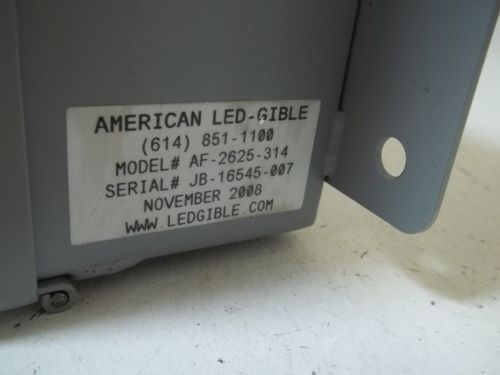 AMERICAN LED-GIBLE
(614) 851-1100
MODEL# AF-2625-314
SERIAL# JB-16545-007
NOVEMBER 2008
WWW.LEDGIBLE.COM